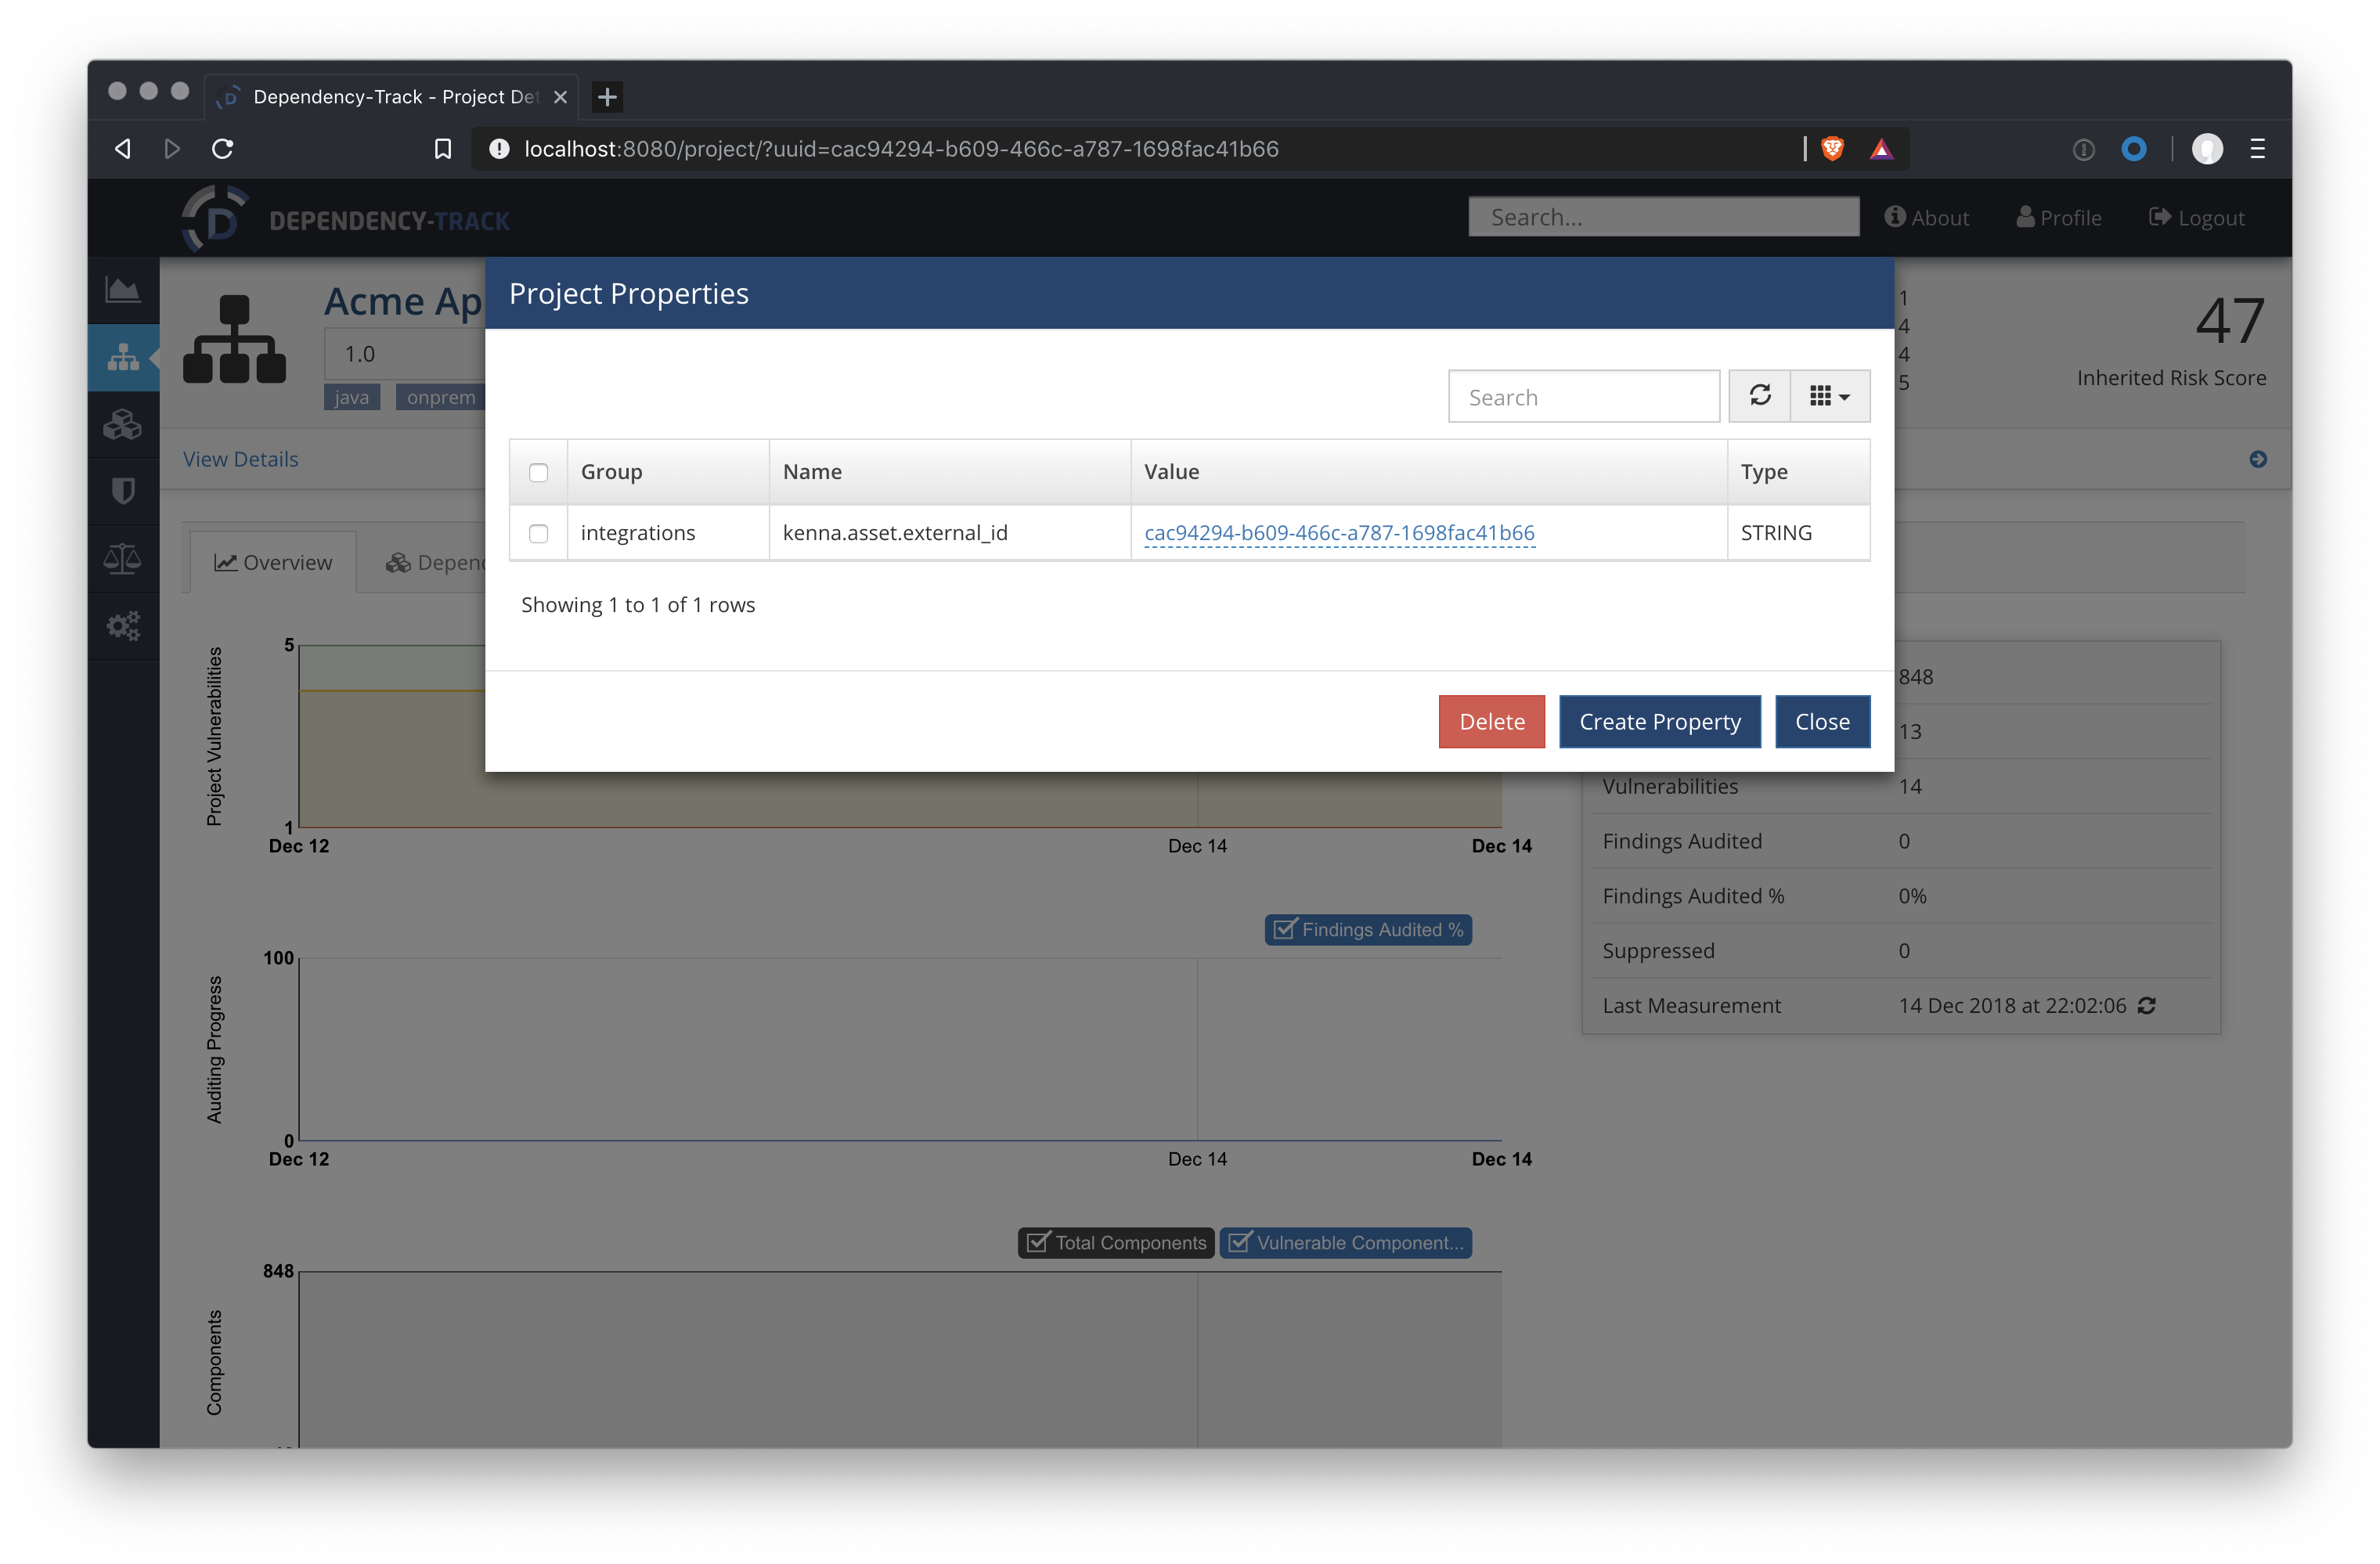 Dependency-Track - Project Det
localhost:8080/project/?uuid=cac94294-b609-466c-a787-1698fac41b66
DEPENDENCY-TRACK
Search...
About
Profile
Logout
Acme Ap
1.0
java
onprem
1
4
4
5
47
Inherited Risk Score
View Details
Project Properties
Search
Group Name Value Type
integrations kenna.asset.external_id cac94294-b609-466c-a787-1698fac41b66 STRING
Showing 1 to 1 of 1 rows
Delete
Create Property
Close
Overview
Depend
Project Vulnerabilities
5
1
Dec 12
Dec 14
Dec 14
848
13
Vulnerabilities 14
Findings Audited 0
Findings Audited % 0%
Suppressed 0
Last Measurement 14 Dec 2018 at 22:02:06
Findings Audited %
Auditing Progress
100
0
Dec 12
Dec 14
Dec 14
Total Components
Vulnerable Component...
Components
848